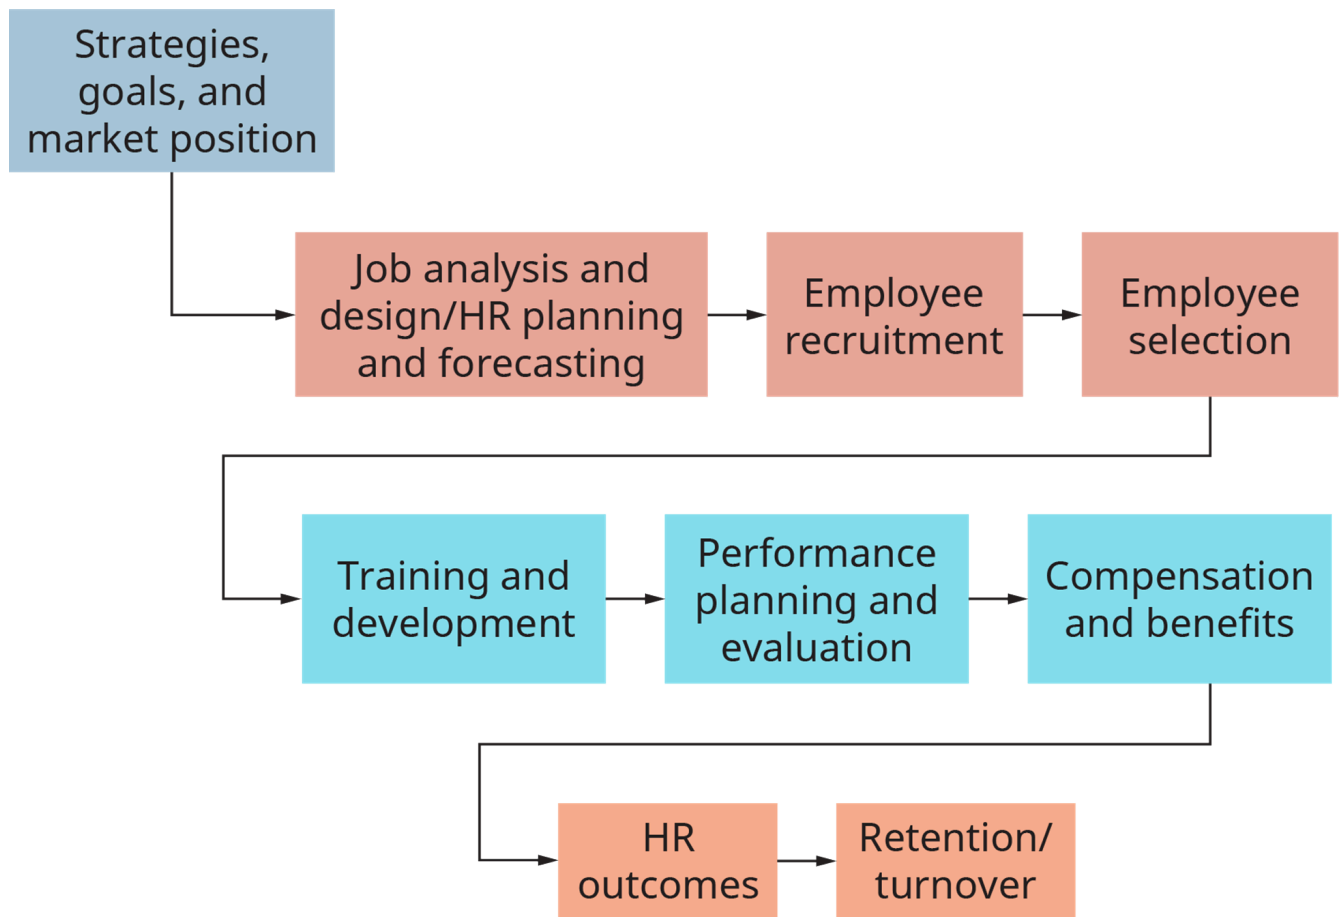 Strategies,
goals, and
market position
Job analysis and
design/HR planning
and forecasting
Employee
recruitment
Employee
selection
Training and
development
Performance
planning and
evaluation
Compensation
and benefits
HR
outcomes
Retention/
turnover